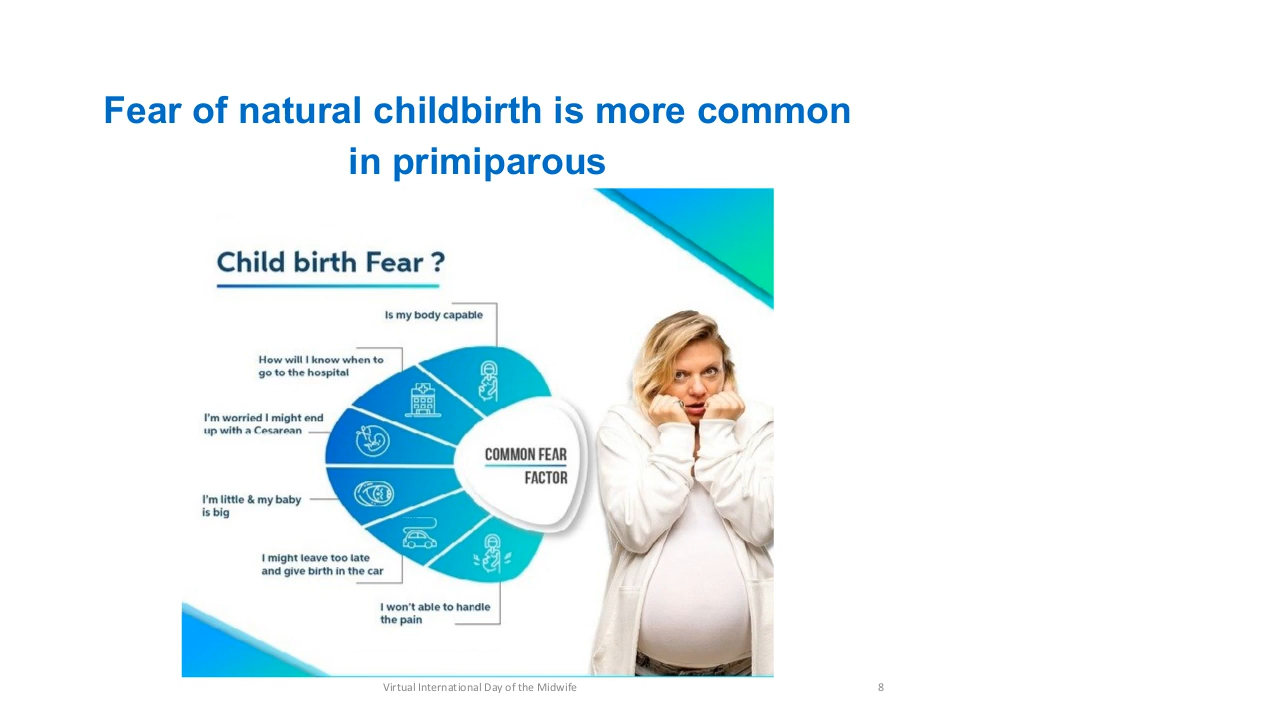 Fear of natural childbirth is more common
in primiparous
Child birth Fear ?
Is my body capable
How will I know when to
go to the hospital
I'm worried I might end
up with a Cesarean
I'm little & my baby
is big
I might leave too late
and give birth in the car
I won't able to handle
the pain
COMMON FEAR
FACTOR
Virtual International Day of the Midwife
8